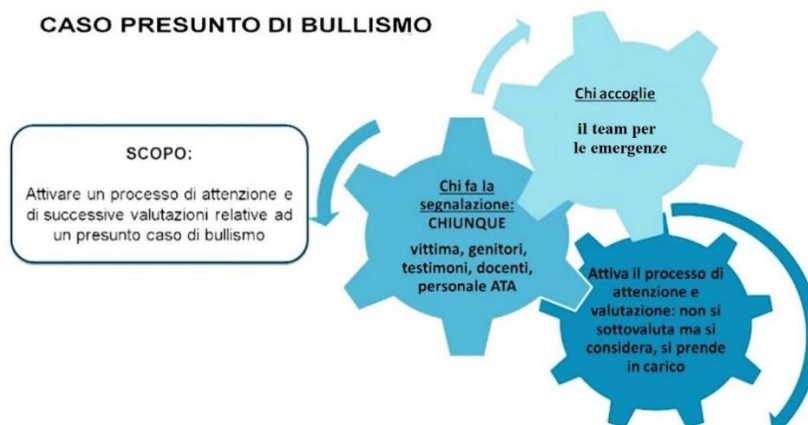 CASO PRESUNTO DI BULLISMO
SCOPO:
Attivare un processo di attenzione e
di successive valutazioni relative ad
un presunto caso di bullismo
Chi fa la
segnalazione:
CHIUNQUE
vittima, genitori,
testimoni, docenti,
personale ATA
Chi accoglie
il team per
le emergenze
Attiva il processo di
attenzione e
valutazione: non si
sottovaluta ma si
considera, si prende
in carico